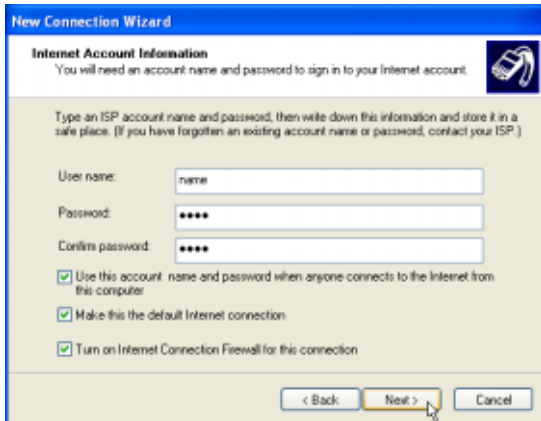 New Connection Wizard
Internet Account Information
You will need an account name and password to sign in to your Internet account.
Type an ISP account name and password, then write down this information and store it in a
safe place. (If you have forgotten an existing account name or password, contact your ISP.)
User name:
name
Password:
••••
Confirm password:
••••
Use this account name and password when anyone connects to the Internet from
this computer
Make this the default Internet connection
Turn on Internet Connection Firewall for this connection
< Back Next > Cancel